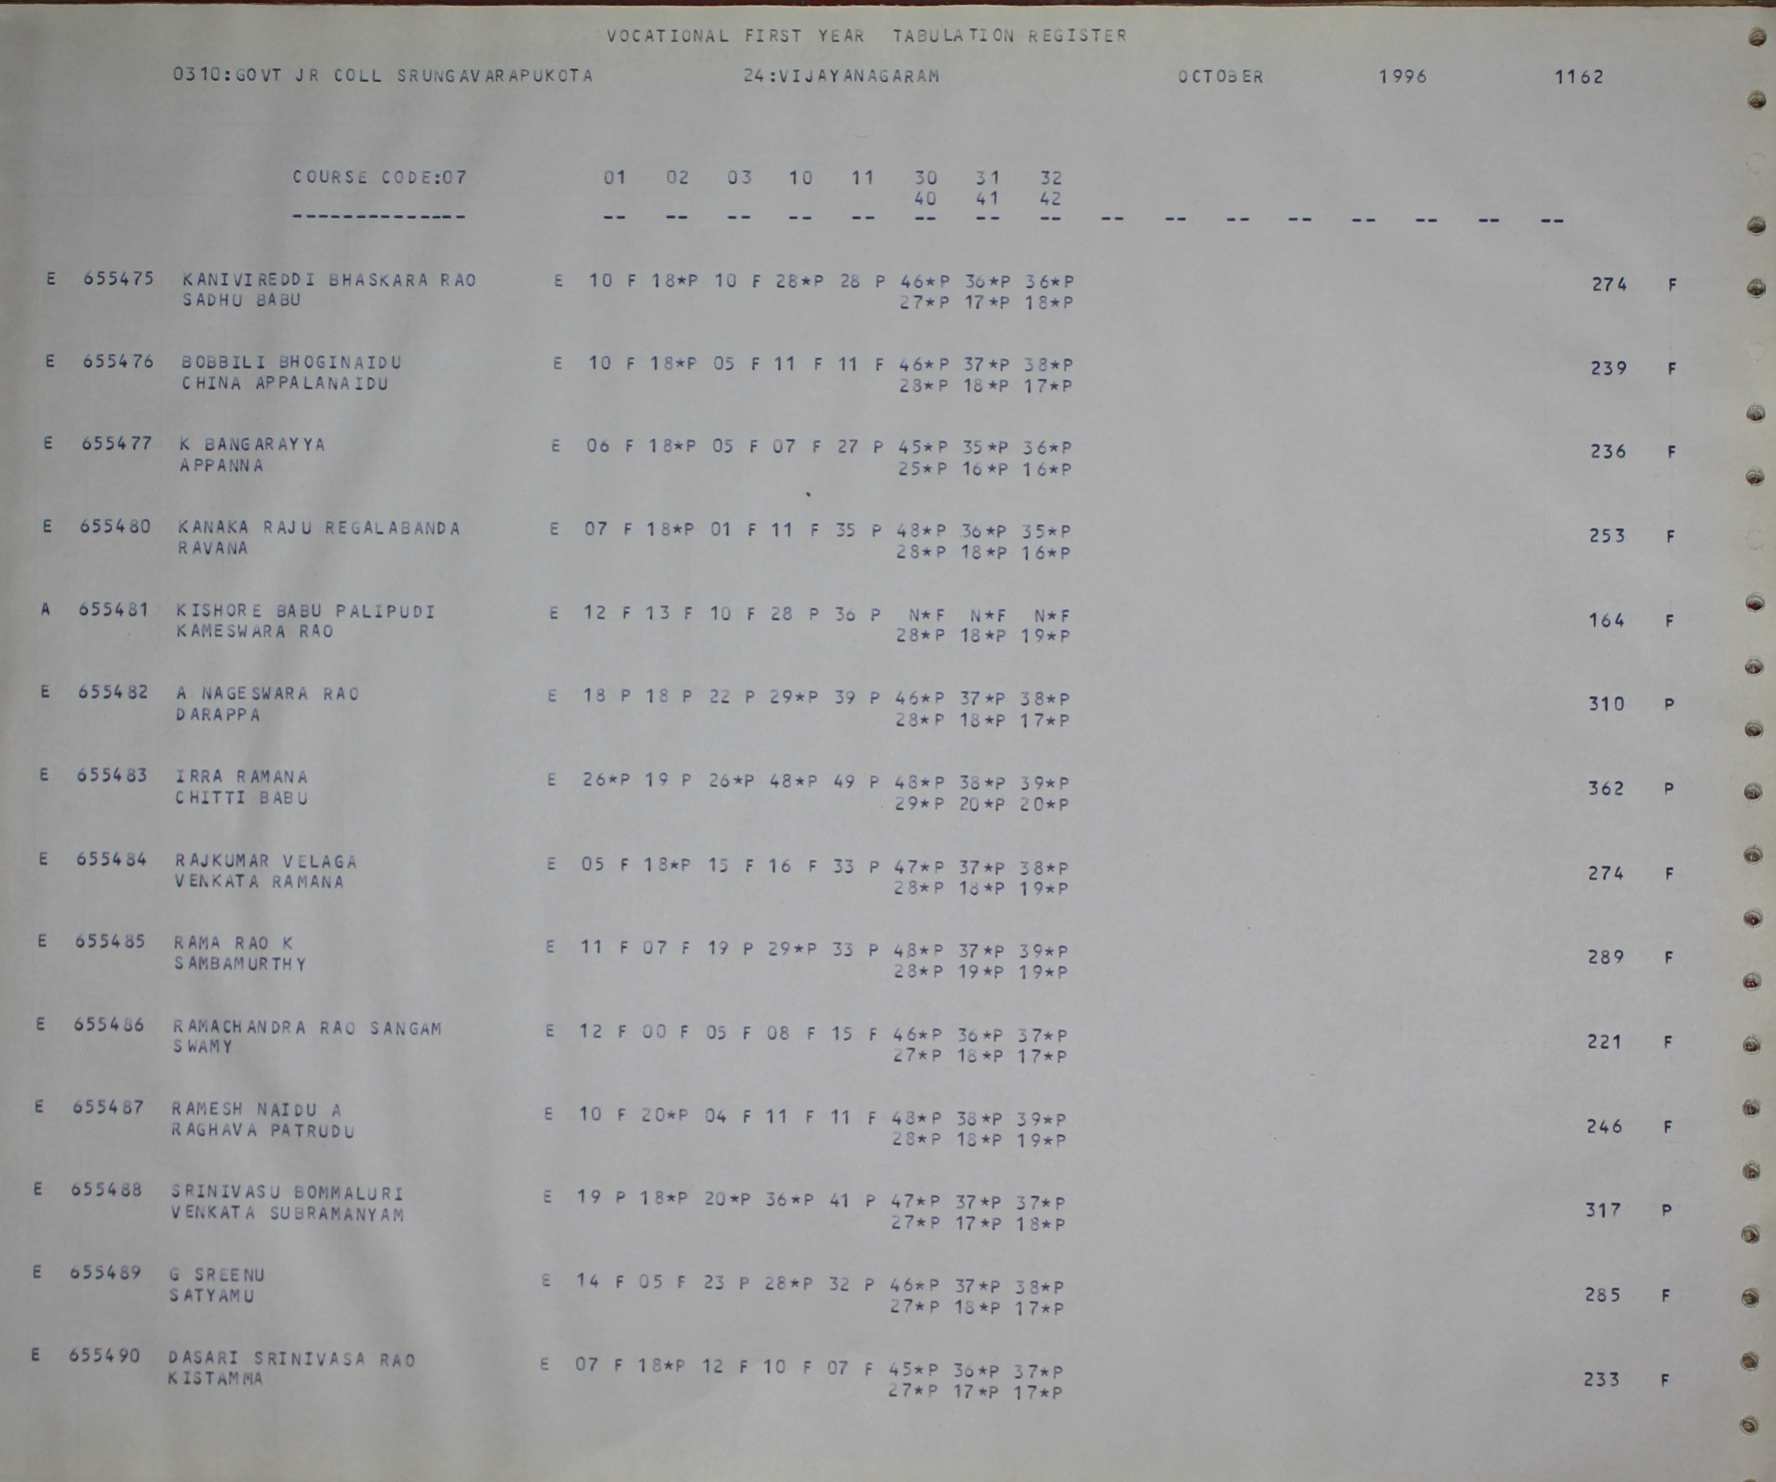 VOCATIONAL FIRST YEAR TABULATION REGISTER
0310:GOVT JR COLL SRUNGAVARAPUKOTA 24:VIJAYANAGARAM OCTOBER 1996 1162
COURSE CODE:07 01 02 03 10 11 30 31 32
40 41 42
-------------- -- -- -- -- -- -- -- -- -- -- -- -- -- -- -- --
E 655475 KANIVIREDDI BHASKARA RAO E 10 F 18*P 10 F 28*P 28 P 46*P 36*P 36*P 274 F
SADHU BABU 27*P 17*P 18*P
E 655476 BOBBILI BHOGINAIDU E 10 F 18*P 05 F 11 F 11 F 46*P 37*P 38*P 239 F
CHINA APPALANAIDU 28*P 18*P 17*P
E 655477 K BANGARAYYA E 06 F 18*P 05 F 07 F 27 P 45*P 35*P 36*P 236 F
APPANNA 25*P 16*P 16*P
E 655480 KANAKA RAJU REGALABANDA E 07 F 18*P 01 F 11 F 35 P 48*P 36*P 35*P 253 F
RAVANA 28*P 18*P 16*P
A 655481 KISHORE BABU PALIPUDI E 12 F 13 F 10 F 28 P 36 P N*F N*F N*F 164 F
KAMESWARA RAO 28*P 18*P 19*P
E 655482 A NAGESWARA RAO E 18 P 18 P 22 P 29*P 39 P 46*P 37*P 38*P 310 P
DARAPPA 28*P 18*P 17*P
E 655483 IRRA RAMANA E 26*P 19 P 26*P 48*P 49 P 48*P 38*P 39*P 362 P
CHITTI BABU 29*P 20*P 20*P
E 655484 RAJKUMAR VELAGA E 05 F 18*P 15 F 16 F 33 P 47*P 37*P 38*P 274 F
VENKATA RAMANA 28*P 18*P 19*P
E 655485 RAMA RAO K E 11 F 07 F 19 P 29*P 33 P 48*P 37*P 39*P 289 F
SAMBAMURTHY 28*P 19*P 19*P
E 655486 RAMACHANDRA RAO SANGAM E 12 F 00 F 05 F 08 F 15 F 46*P 36*P 37*P 221 F
SWAMY 27*P 18*P 17*P
E 655487 RAMESH NAIDU A E 10 F 20*P 04 F 11 F 11 F 48*P 38*P 39*P 246 F
RAGHAVA PATRUDU 28*P 18*P 19*P
E 655488 SRINIVASU BOMMALURI E 19 P 18*P 20*P 36*P 41 P 47*P 37*P 37*P 317 P
VENKATA SUBRAMANYAM 27*P 17*P 18*P
E 655489 G SREENU E 14 F 05 F 23 P 28*P 32 P 46*P 37*P 38*P 285 F
SATYAMU 27*P 18*P 17*P
E 655490 DASARI SRINIVASA RAO E 07 F 18*P 12 F 10 F 07 F 45*P 36*P 37*P 233 F
KISTAMMA 27*P 17*P 17*P